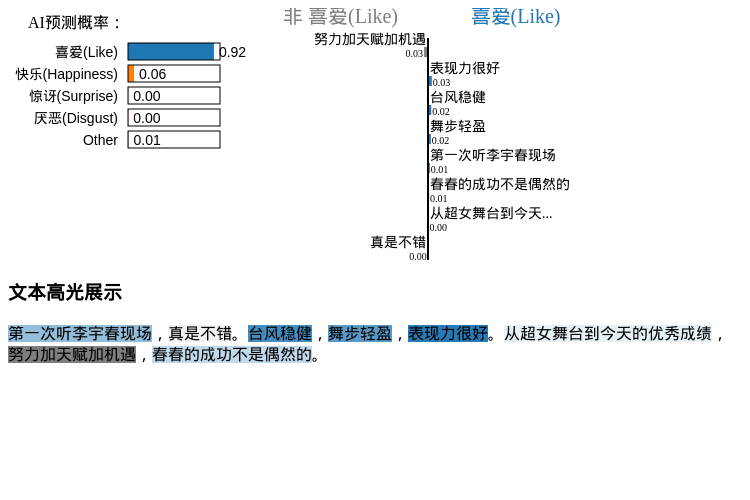 AI预测概率：
喜爱(Like) 0.92
快乐(Happiness) 0.06
惊讶(Surprise) 0.00
厌恶(Disgust) 0.00
Other 0.01
非 喜爱(Like) 喜爱(Like)
努力加天赋加机遇
0.03
表现力很好
0.03
台风稳健
0.02
舞步轻盈
0.02
第一次听李宇春现场
0.01
春春的成功不是偶然的
0.01
从超女舞台到今天...
0.00
真是不错
0.00
文本高光展示
第一次听李宇春现场，真是不错。台风稳健，舞步轻盈，表现力很好。从超女舞台到今天的优秀成绩，
努力加天赋加机遇，春春的成功不是偶然的。